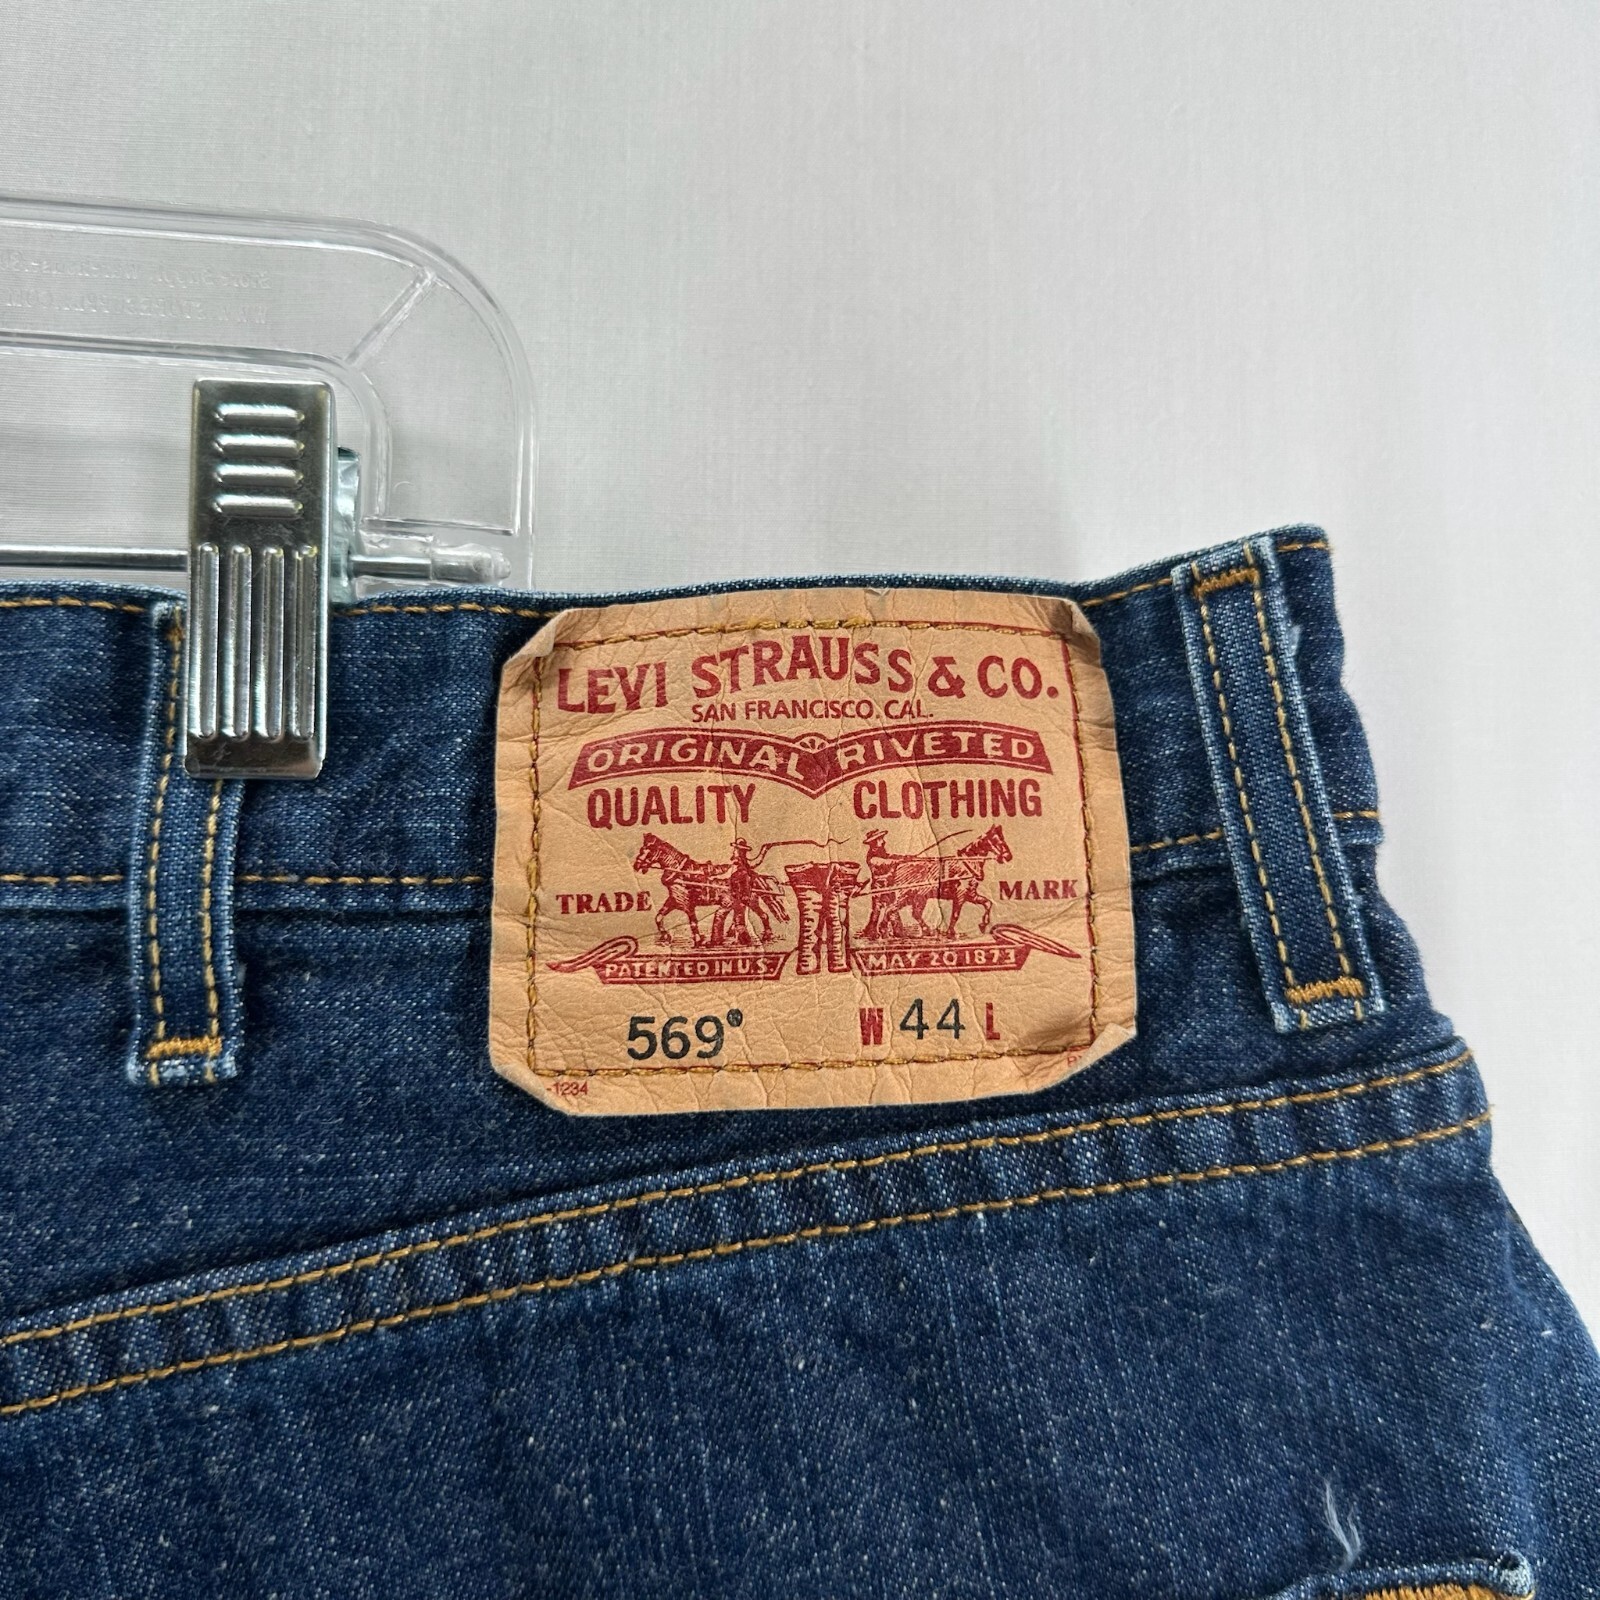 LEVI STRAUSS & CO.
SAN FRANCISCO, CAL.
ORIGINAL RIVETED
QUALITY CLOTHING
TRADE MARK
PATENTED IN U.S. MAY 20 1873
569® W 44 L
-1234